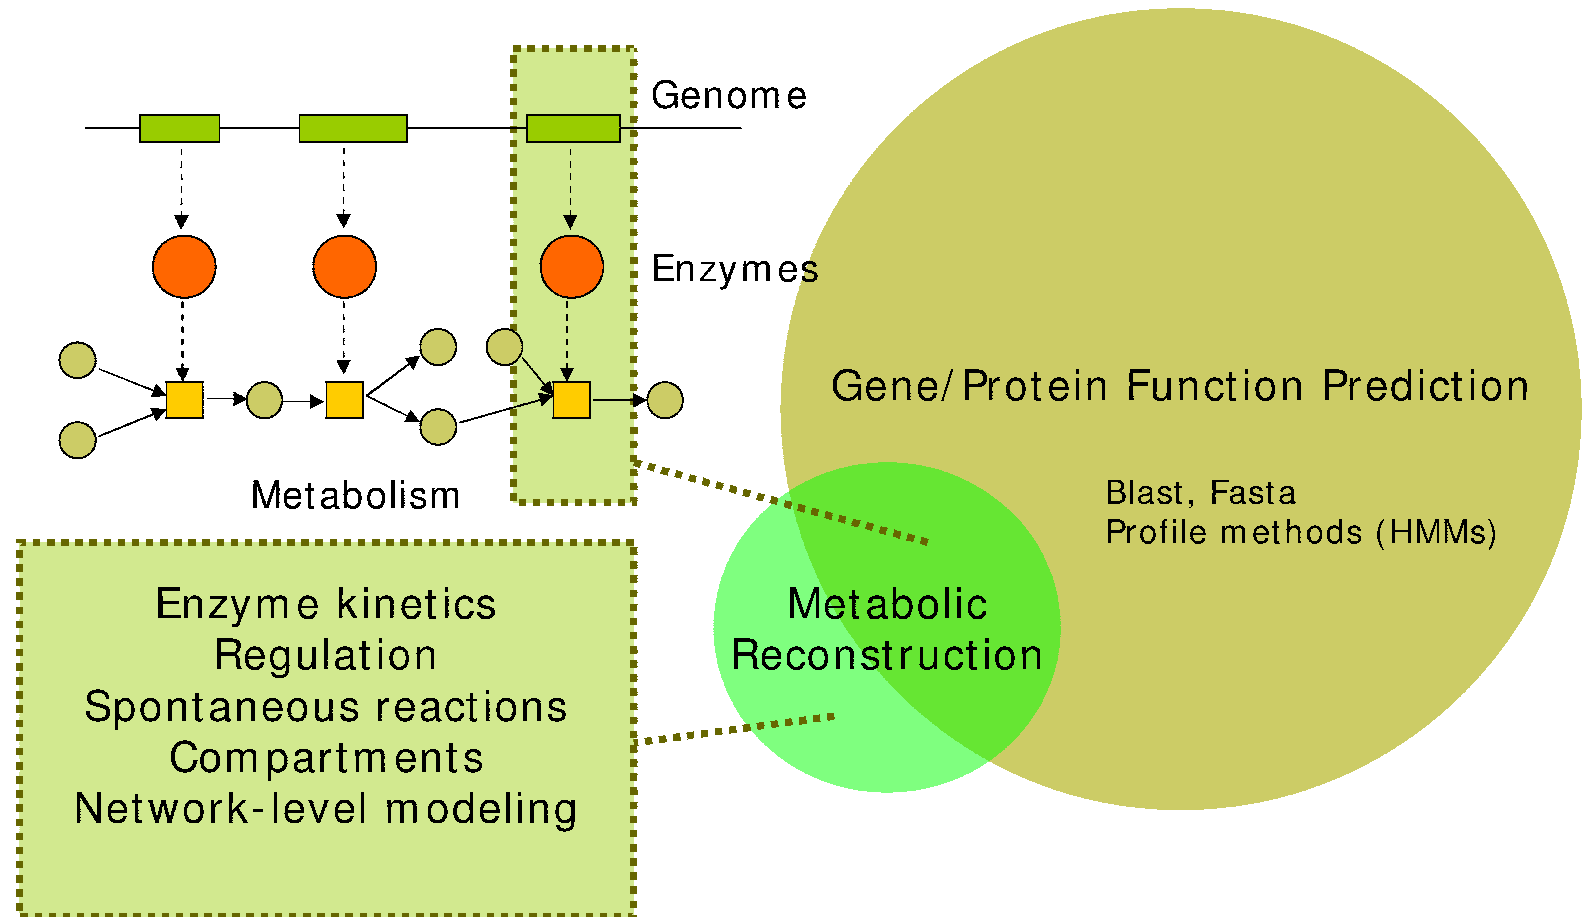 Genome
Enzymes
Metabolism
Gene/Protein Function Prediction
Blast, Fasta
Profile methods (HMMs)
Metabolic
Reconstruction
Enzyme kinetics
Regulation
Spontaneous reactions
Compartments
Network-level modeling